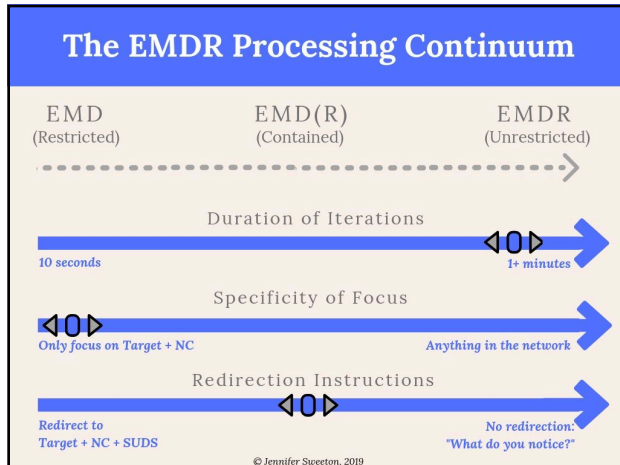 The EMDR Processing Continuum
EMD EMD(R) EMDR
(Restricted) (Contained) (Unrestricted)
Duration of Iterations
10 seconds 1+ minutes
Specificity of Focus
Only focus on Target + NC Anything in the network
Redirection Instructions
Redirect to No redirection:
Target + NC + SUDS "What do you notice?"
© Jennifer Sweeton, 2019